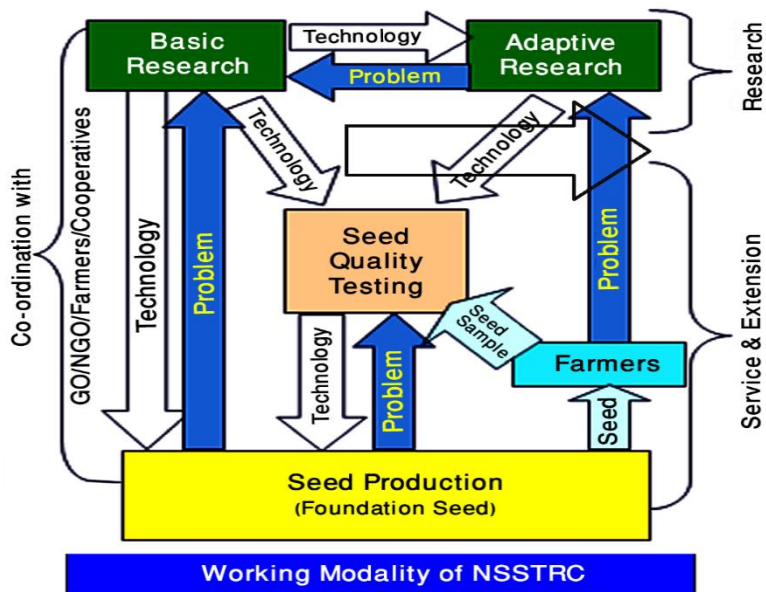 Basic
Research
Technology
Problem
Adaptive
Research
Research
Technology
Technology
Co-ordination with
GO/NGO/Farmers/Cooperatives
Technology
Problem
Seed
Quality
Testing
Problem
Service & Extension
Seed
Sample
Farmers
Technology
Problem
Seed
Seed Production
(Foundation Seed)
Working Modality of NSSTRC